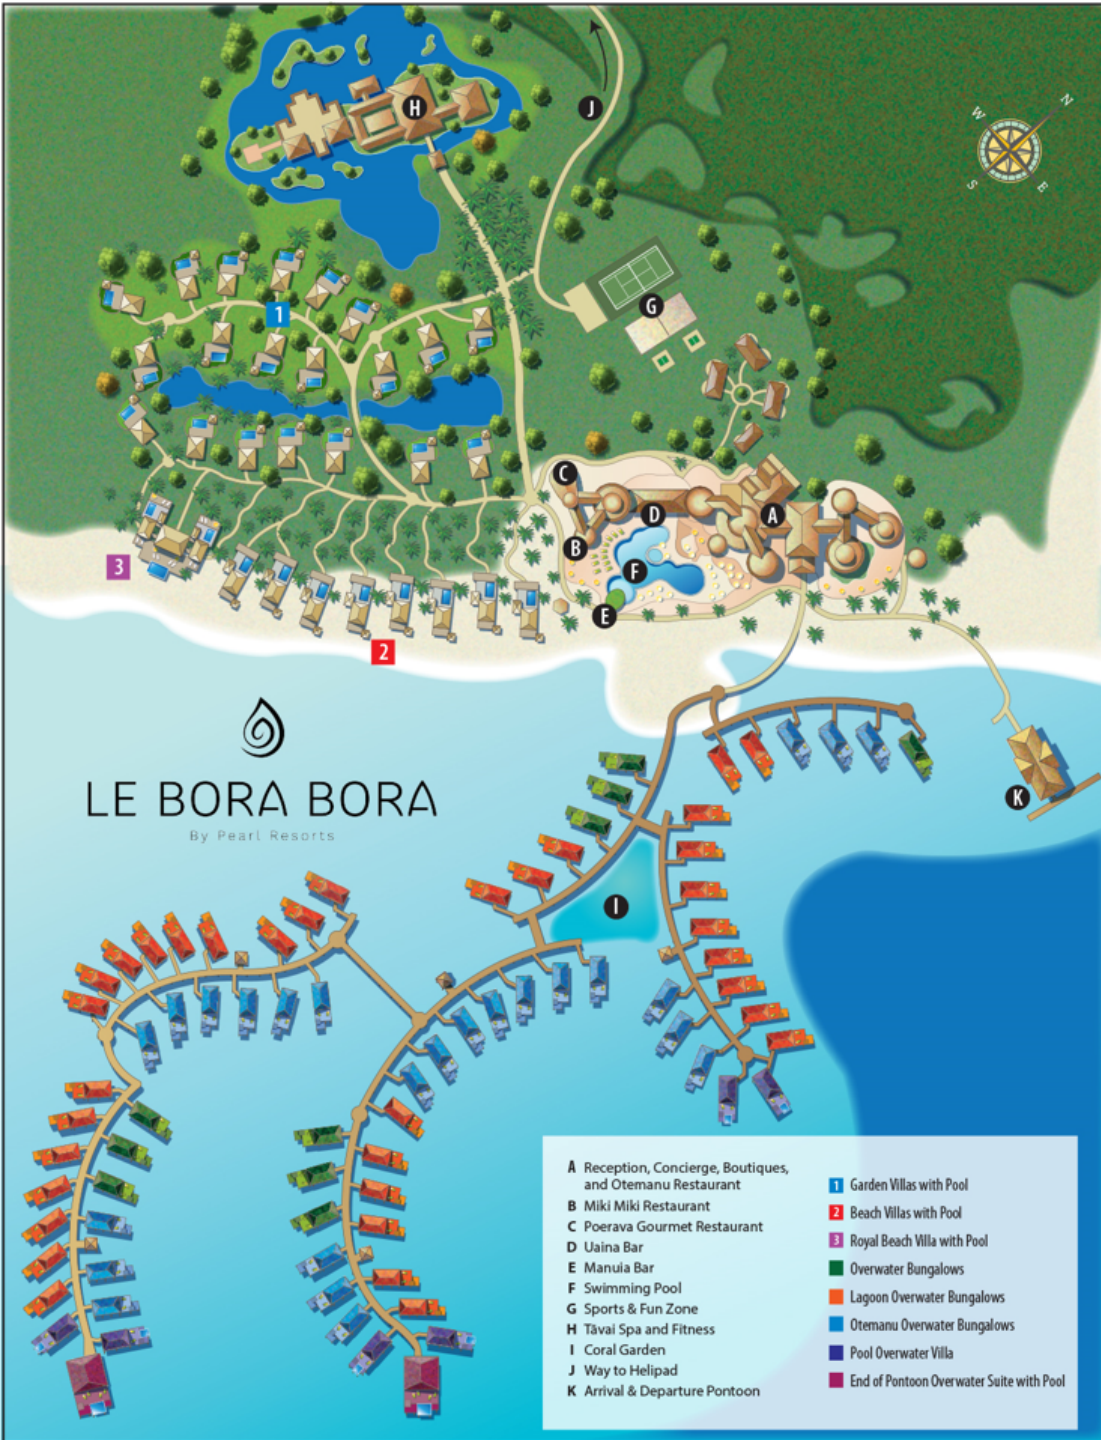 H
J
N
W
S
E
G
1
C
D
A
B
F
3
E
2
LE BORA BORA
By Pearl Resorts
K
I
A Reception, Concierge, Boutiques,
and Otemanu Restaurant
B Miki Miki Restaurant
C Poerava Gourmet Restaurant
D Uaina Bar
E Manuia Bar
F Swimming Pool
G Sports & Fun Zone
H Tāvai Spa and Fitness
I Coral Garden
J Way to Helipad
K Arrival & Departure Pontoon
1 Garden Villas with Pool
2 Beach Villas with Pool
3 Royal Beach Villa with Pool
Overwater Bungalows
Lagoon Overwater Bungalows
Otemanu Overwater Bungalows
Pool Overwater Villa
End of Pontoon Overwater Suite with Pool